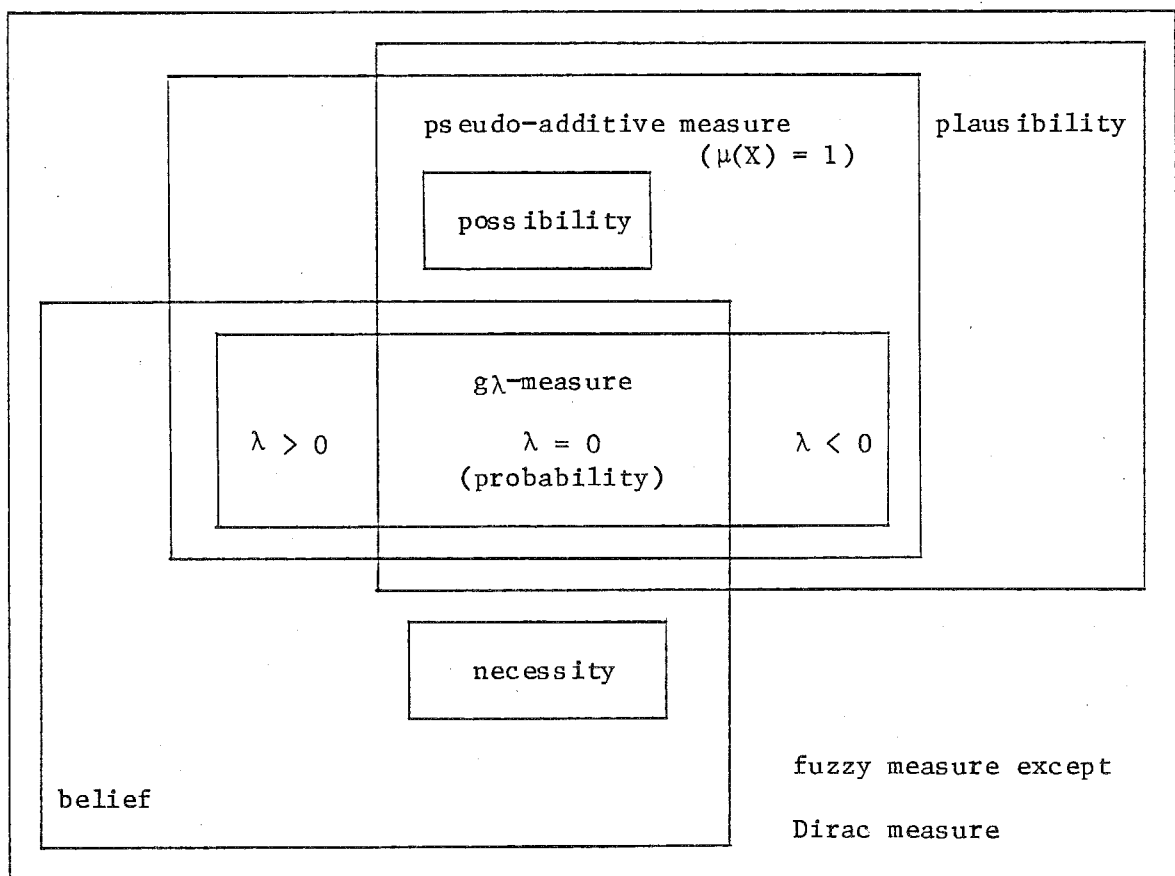 pseudo-additive measure
(μ(X) = 1)
plausibility
possibility
gλ-measure
λ > 0
λ = 0
λ < 0
(probability)
necessity
fuzzy measure except
belief
Dirac measure